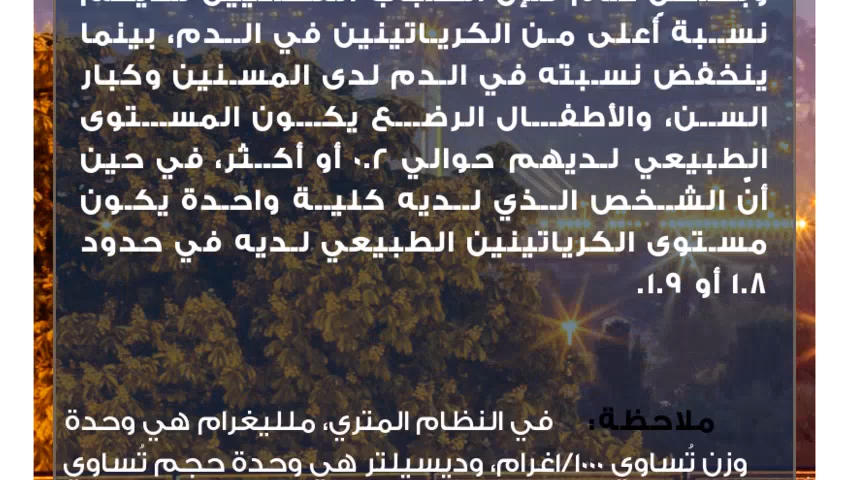 نسبة أعلى من الكرياتينين في الدم، بينما
ينخفض نسبته في الدم لدى المسنين وكبار
السن، والأطفال الرضع يكون المستوى
الطبيعي لديهم حوالي ٠.٢ أو أكثر، في حين
أنّ الشخص الذي لديه كلية واحدة يكون
مستوى الكرياتينين الطبيعي لديه في حدود
١.٨ أو ١.٩.
ملاحظة: في النظام المتري، ملليغرام هي وحدة
وزن تُساوي ١/١٠٠٠غرام، وديسيلتر هي وحدة حجم تُساوي